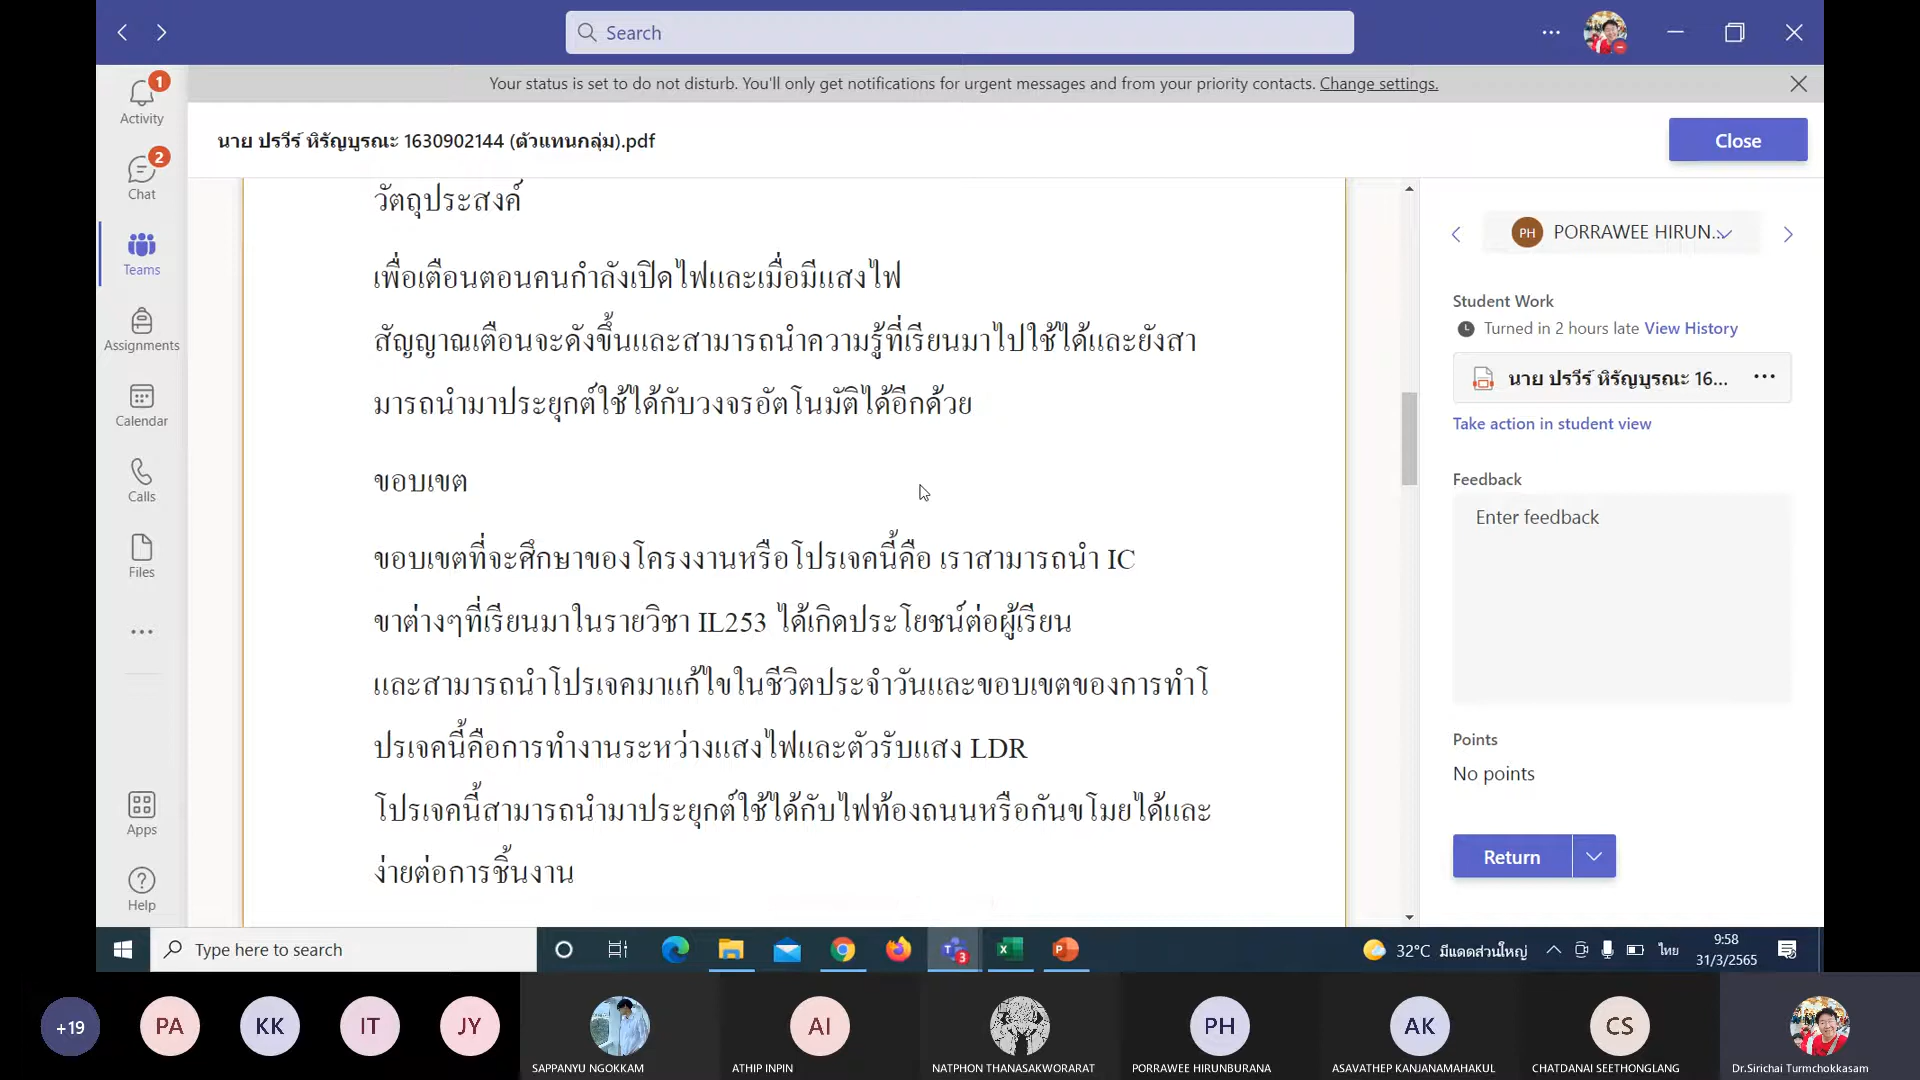 Search
Your status is set to do not disturb. You'll only get notifications for urgent messages and from your priority contacts. Change settings.
1
Activity
2
Chat
Teams
Assignments
Calendar
Calls
Files
Apps
Help
นาย ปรวีร์ หิรัญบูรณะ 1630902144 (ตัวแทนกลุ่ม).pdf
Close
วัตถุประสงค์
เพื่อเตือนตอนคนกำลังเปิดไฟและเมื่อมีแสงไฟ
สัญญาณเตือนจะดังขึ้นและสามารถนำความรู้ที่เรียนมาไปใช้ได้และยังสา
มารถนำมาประยุกต์ใช้ได้กับวงจรอัตโนมัติได้อีกด้วย
ขอบเขต
ขอบเขตที่จะศึกษาของโครงงานหรือโปรเจคนี้คือ เราสามารถนำ IC
ขาต่างๆที่เรียนมาในรายวิชา IL253 ได้เกิดประโยชน์ต่อผู้เรียน
และสามารถนำโปรเจคมาแก้ไขในชีวิตประจำวันและขอบเขตของการทำโ
ปรเจคนี้คือการทำงานระหว่างแสงไฟและตัวรับแสง LDR
โปรเจคนี้สามารถนำมาประยุกต์ใช้ได้กับไฟท้องถนนหรือกันขโมยได้และ
ง่ายต่อการชิ้นงาน
PH PORRAWEE HIRUN...
Student Work
Turned in 2 hours late View History
นาย ปรวีร์ หิรัญบูรณะ 16...
Take action in student view
Feedback
Enter feedback
Points
No points
Return
Type here to search
3
32°C มีแดดส่วนใหญ่
ไทย
9:58
31/3/2565
+19
PA
KK
IT
JY
SAPPANYU NGOKKAM
AI
ATHIP INPIN
NATPHON THANASAKWORARAT
PH
PORRAWEE HIRUNBURANA
AK
ASAVATHEP KANJANAMAHAKUL
CS
CHATDANAI SEETHONGLANG
Dr.Sirichai Turmchokkasam